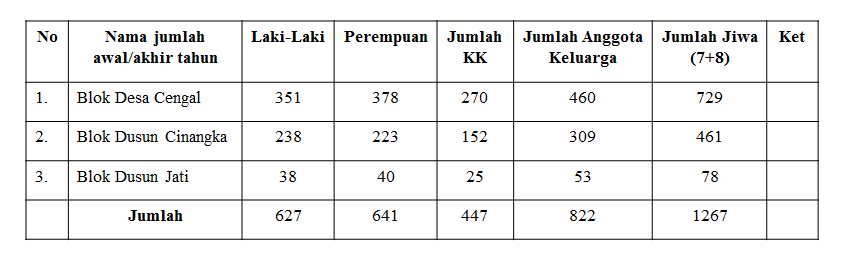 No Nama jumlah awal/akhir tahun Laki-Laki Perempuan Jumlah KK Jumlah Anggota Keluarga Jumlah Jiwa (7+8) Ket
1. Blok Desa Cengal 351 378 270 460 729
2. Blok Dusun Cinangka 238 223 152 309 461
3. Blok Dusun Jati 38 40 25 53 78
Jumlah 627 641 447 822 1267